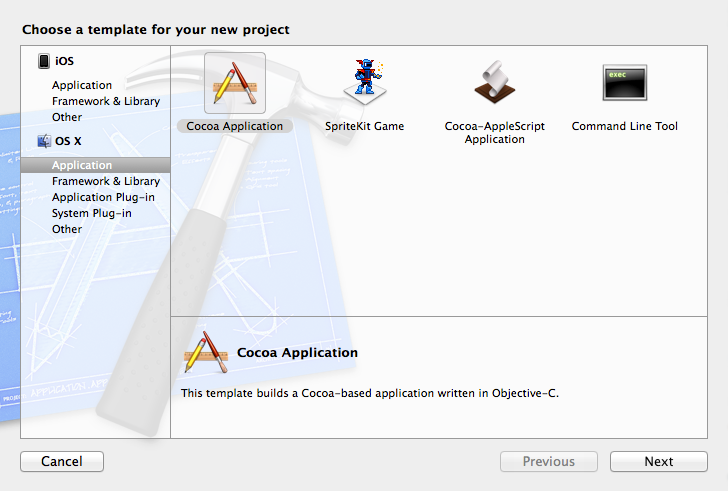 Choose a template for your new project
iOS
Application
Framework & Library
Other
OS X
Application
Framework & Library
Application Plug-in
System Plug-in
Other
Cocoa Application
SpriteKit Game
Cocoa-AppleScript
Application
exec
Command Line Tool
Cocoa Application
This template builds a Cocoa-based application written in Objective-C.
Cancel
Previous
Next